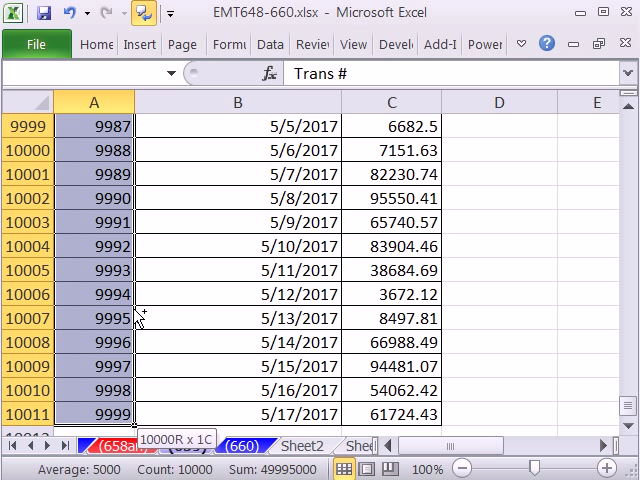 EMT648-660.xlsx - Microsoft Excel
File Home Insert Page Formu Data Review View Devel Add-I Power
fx Trans #
A B C D E
9999 9987 5/5/2017 6682.5
10000 9988 5/6/2017 7151.63
10001 9989 5/7/2017 82230.74
10002 9990 5/8/2017 95550.41
10003 9991 5/9/2017 65740.57
10004 9992 5/10/2017 83904.46
10005 9993 5/11/2017 38684.69
10006 9994 5/12/2017 3672.12
10007 9995 5/13/2017 8497.81
10008 9996 5/14/2017 66988.49
10009 9997 5/15/2017 94481.07
10010 9998 5/16/2017 54062.42
10011 9999 5/17/2017 61724.43
10000R x 1C
(658an (660) Sheet2 Shee
Average: 5000 Count: 10000 Sum: 49995000 100%